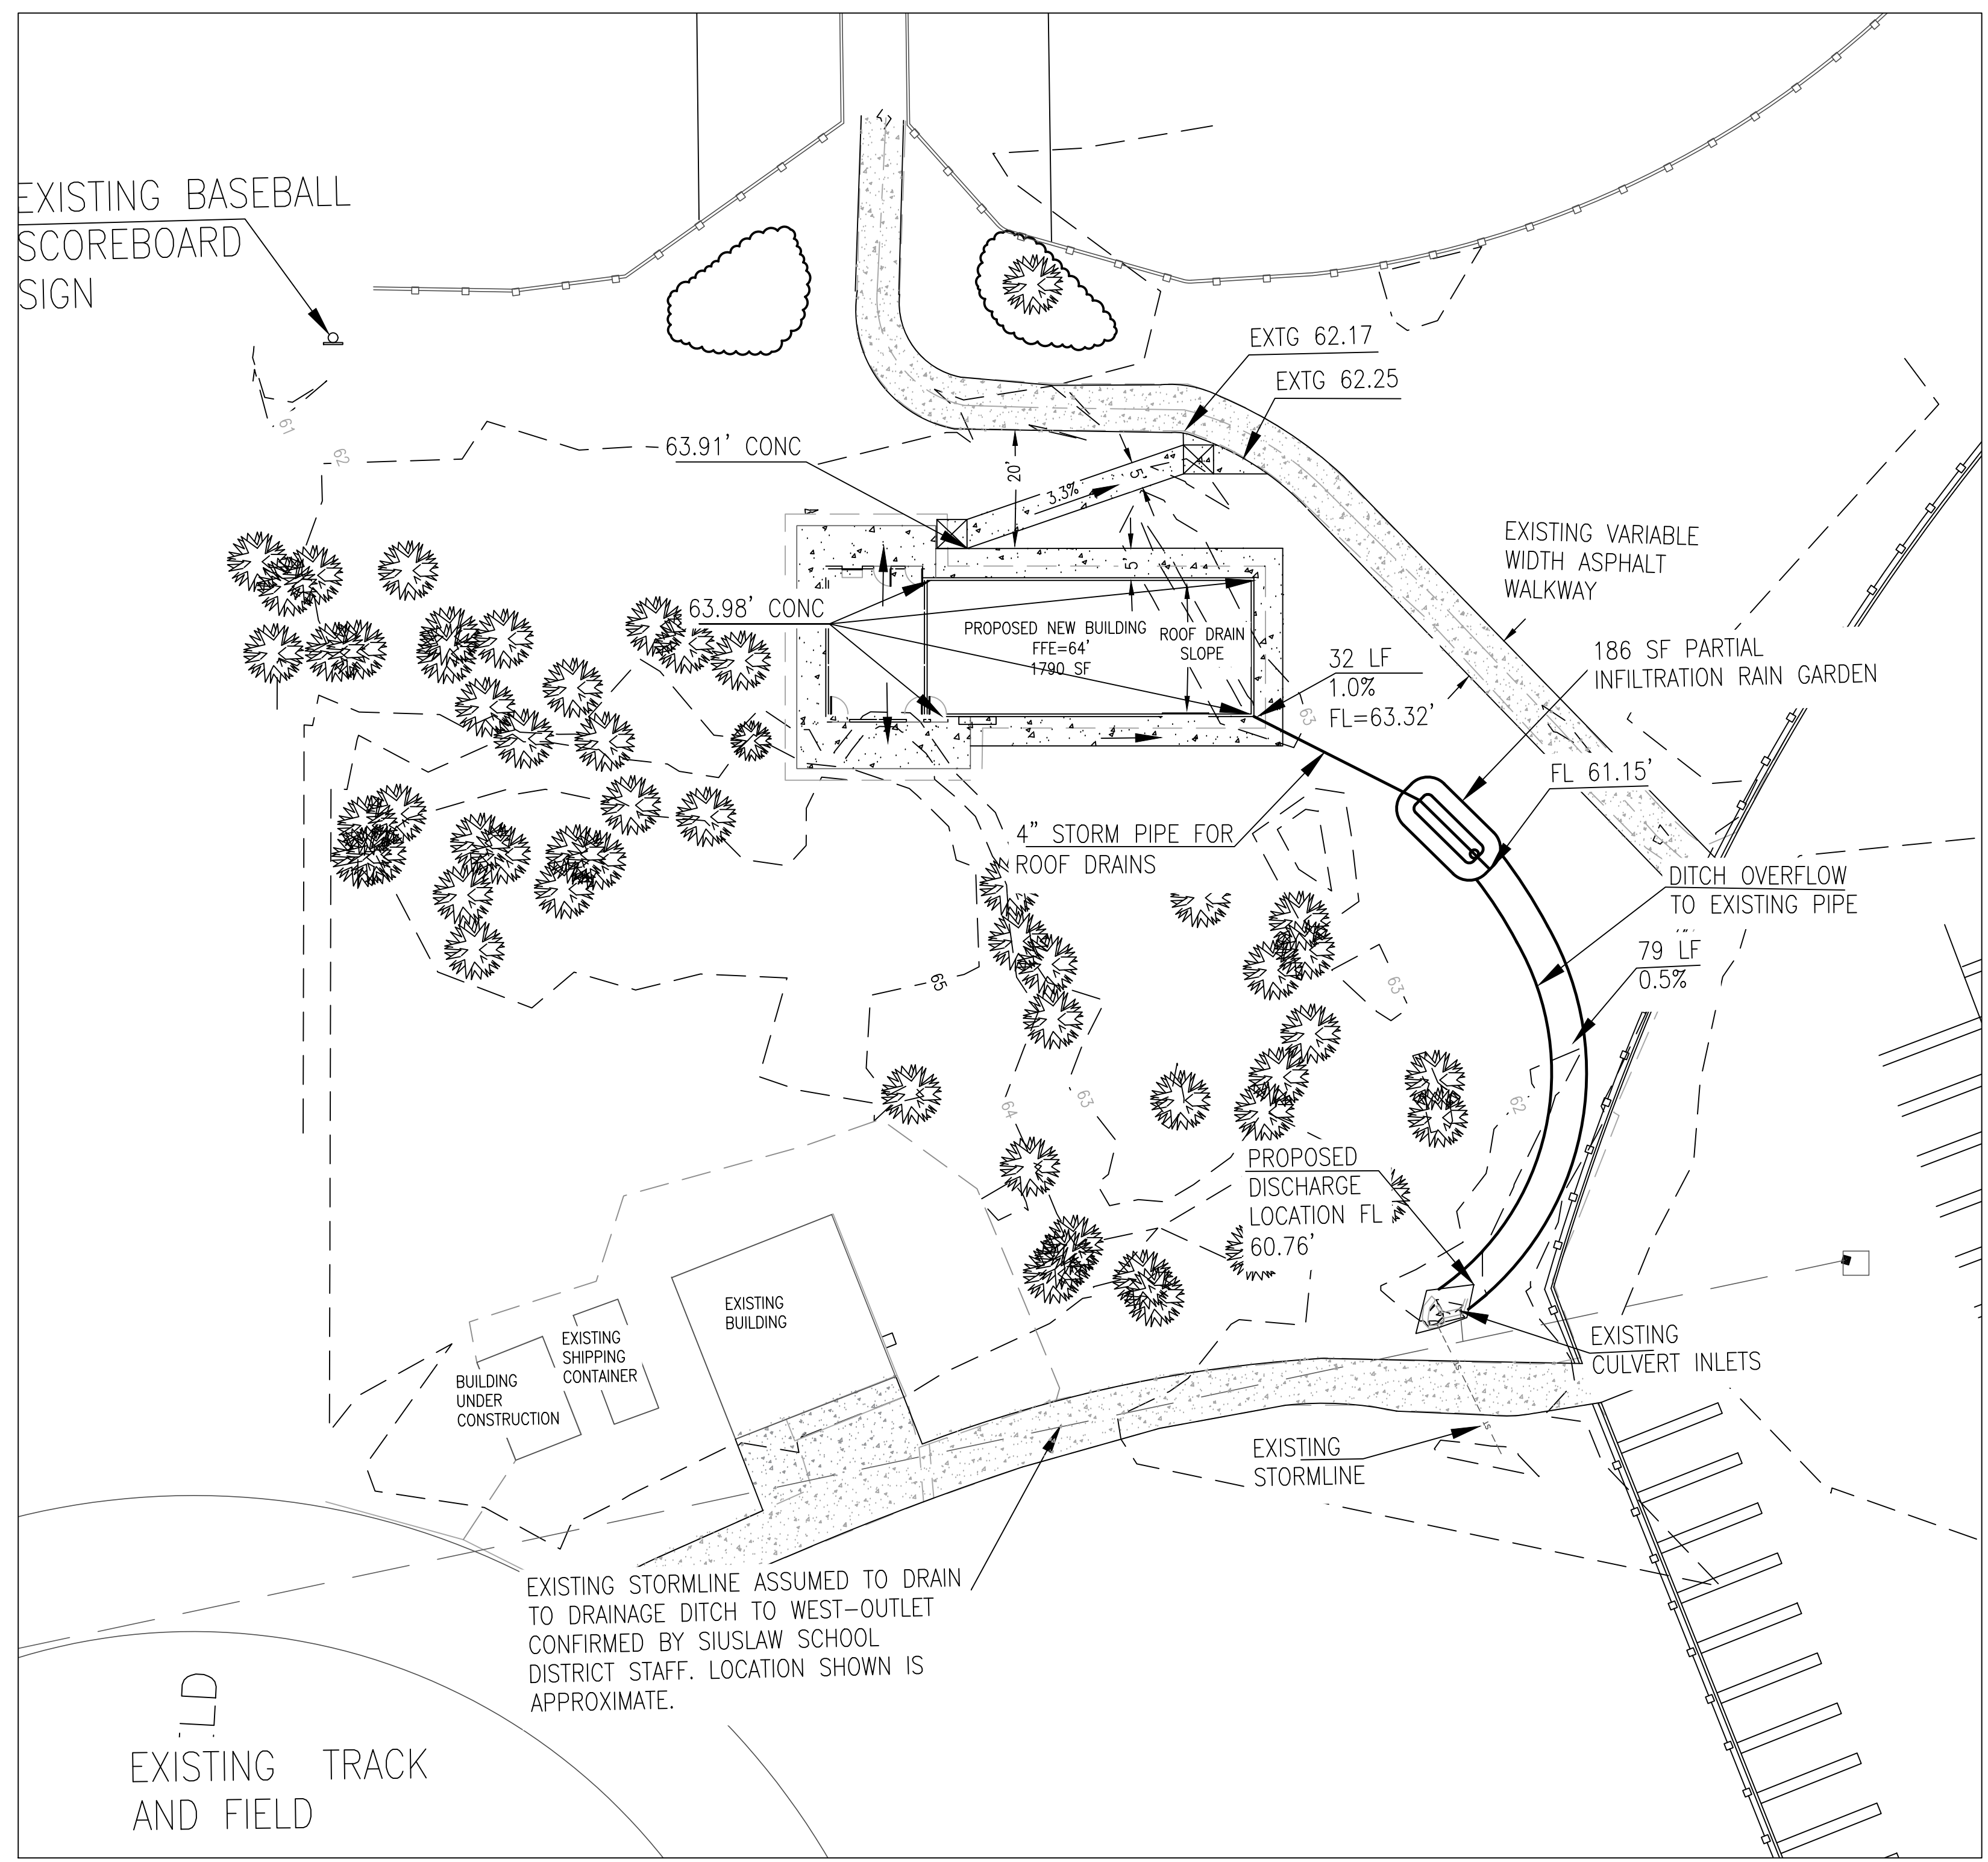 EXISTING BASEBALL
SCOREBOARD
SIGN
61
62
EXTG 62.17
EXTG 62.25
63.91' CONC
20'
3.3%
5'
5'
63.98' CONC
PROPOSED NEW BUILDING
FFE=64'
1790 SF
ROOF DRAIN
SLOPE
EXISTING VARIABLE
WIDTH ASPHALT
WALKWAY
32 LF
1.0%
FL=63.32'
63
186 SF PARTIAL
INFILTRATION RAIN GARDEN
FL 61.15'
4" STORM PIPE FOR
ROOF DRAINS
DITCH OVERFLOW
TO EXISTING PIPE
79 LF
0.5%
65
63
64
63
62
PROPOSED
DISCHARGE
LOCATION FL
60.76'
EXISTING
BUILDING
EXISTING
SHIPPING
CONTAINER
BUILDING
UNDER
CONSTRUCTION
EXISTING
CULVERT INLETS
EXISTING
STORMLINE
ST
ST
EXISTING STORMLINE ASSUMED TO DRAIN
TO DRAINAGE DITCH TO WEST-OUTLET
CONFIRMED BY SIUSLAW SCHOOL
DISTRICT STAFF. LOCATION SHOWN IS
APPROXIMATE.
LD
EXISTING TRACK
AND FIELD